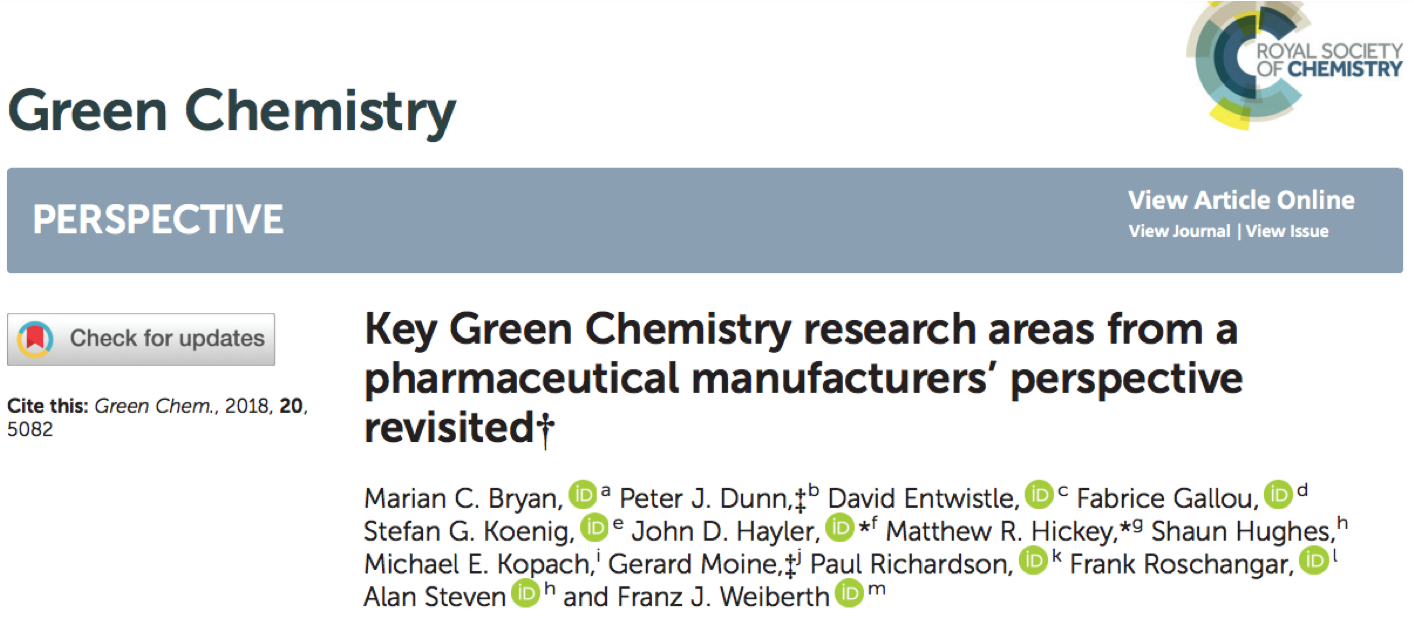 ROYAL SOCIETY
OF CHEMISTRY
Green Chemistry
PERSPECTIVE
View Article Online
View Journal | View Issue
Check for updates
Cite this: Green Chem., 2018, 20,
5082
Key Green Chemistry research areas from a
pharmaceutical manufacturers’ perspective
revisited†
Marian C. Bryan, iD a Peter J. Dunn,‡b David Entwistle, iD c Fabrice Gallou, iD d
Stefan G. Koenig, iD e John D. Hayler, iD *f Matthew R. Hickey,*g Shaun Hughes,h
Michael E. Kopach,i Gerard Moine,‡j Paul Richardson, iD k Frank Roschangar, iD l
Alan Steven iD h and Franz J. Weiberth iD m